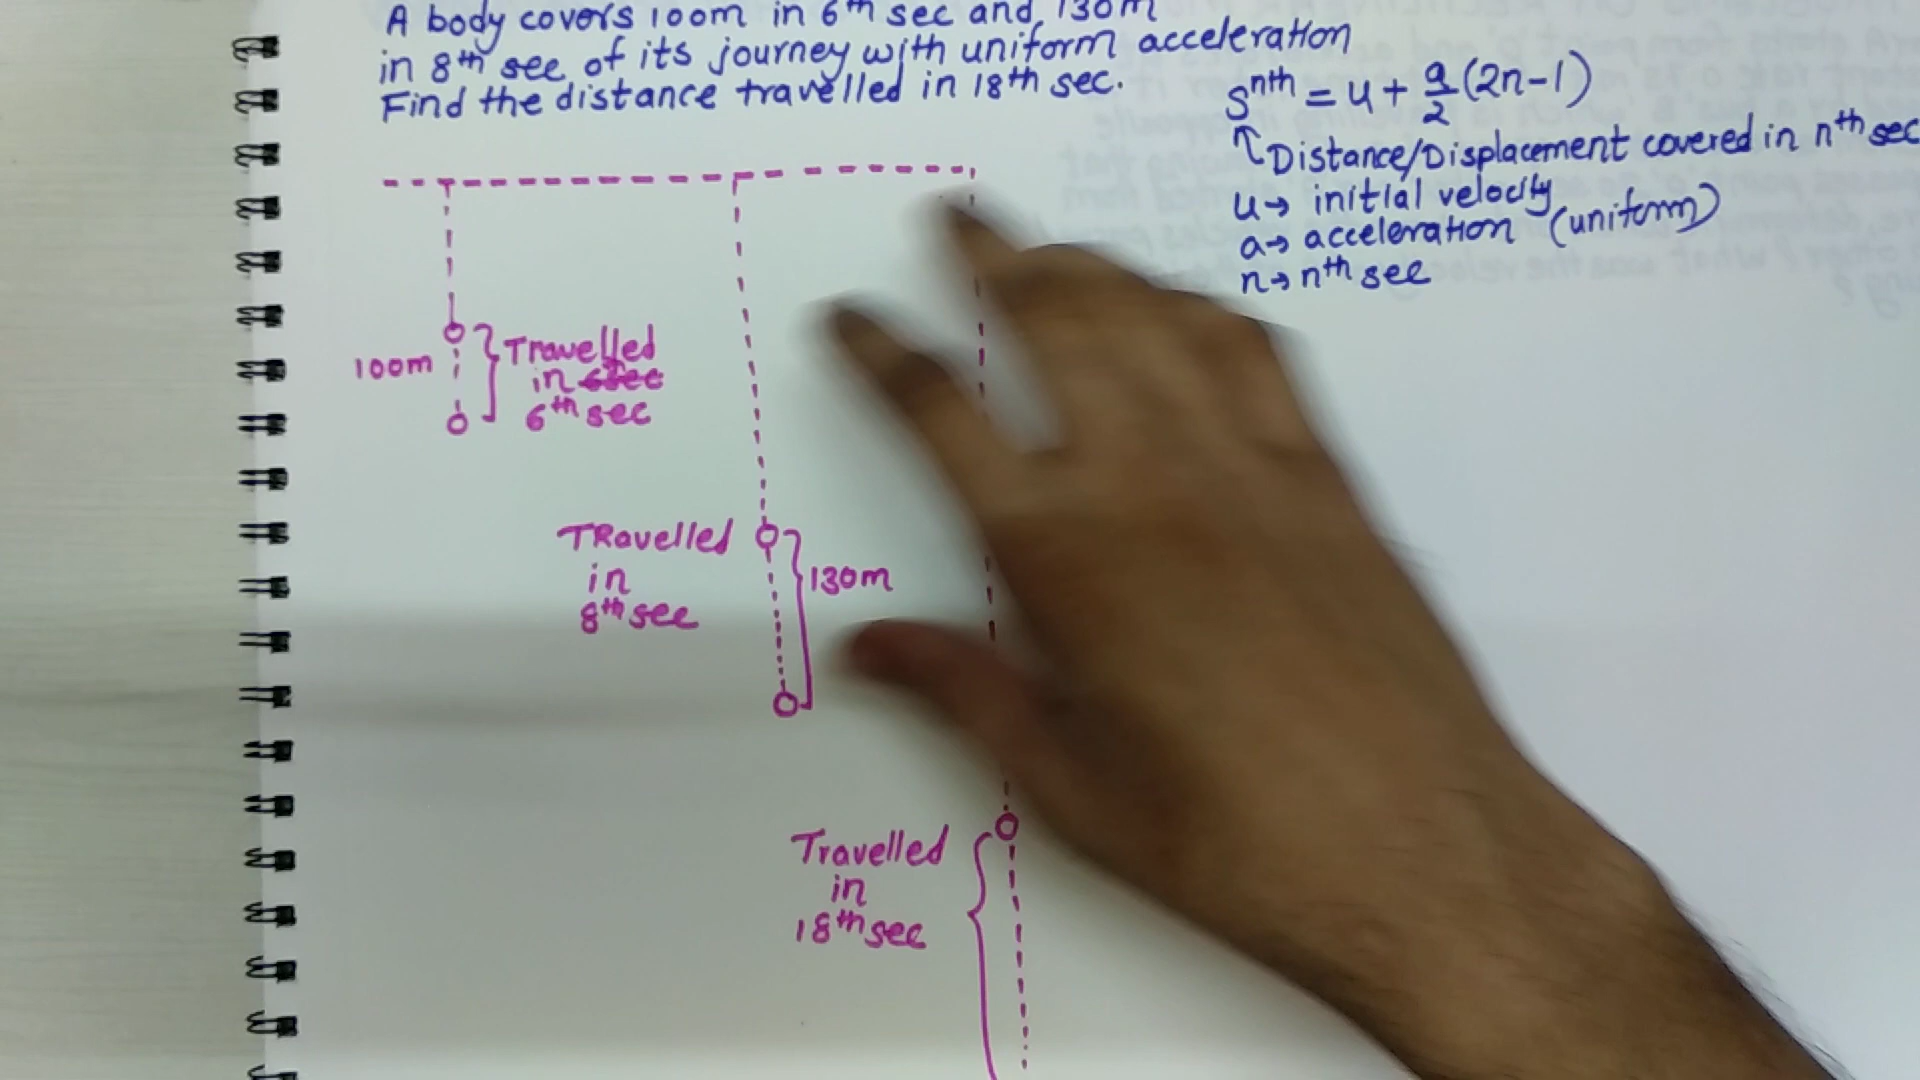 A body covers 100m in 6th sec and 130m
in 8th sec of its journey with uniform acceleration
Find the distance travelled in 18th sec.
S^nth = u + a/2 (2n-1)
Distance/Displacement covered in nth sec
u→ initial velocity
a→ acceleration (uniform)
n→ nth sec
100m
Travelled
in
6th sec
TRavelled
in
8th sec
130m
Travelled
in
18th sec